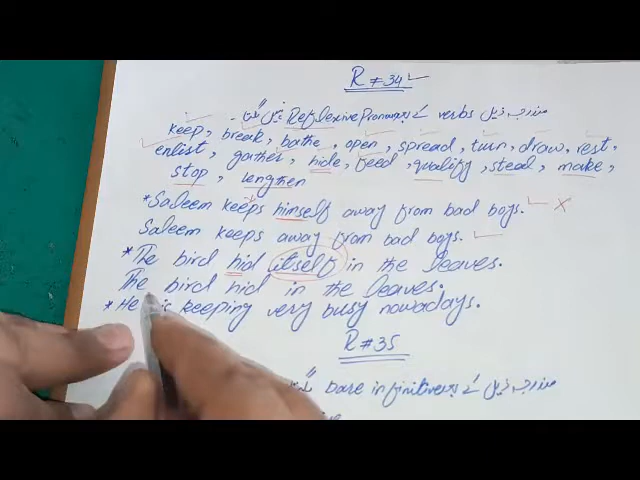 R # 34
مندرجہ ذیل verbs کے بعد Reflexive Pronoun نہیں لگتا۔
keep, break, bathe, open, spread, turn, draw, rest,
enlist, gather, hide, feed, qualify, steal, make,
stop, lengthen
*Saleem keeps himself away from bad boys.
Saleem keeps away from bad boys.
*The bird hid itself in the leaves.
The bird hid in the leaves.
*He is keeping very busy nowadays.
R # 35
مندرجہ ذیل کے بعد bare infinitive